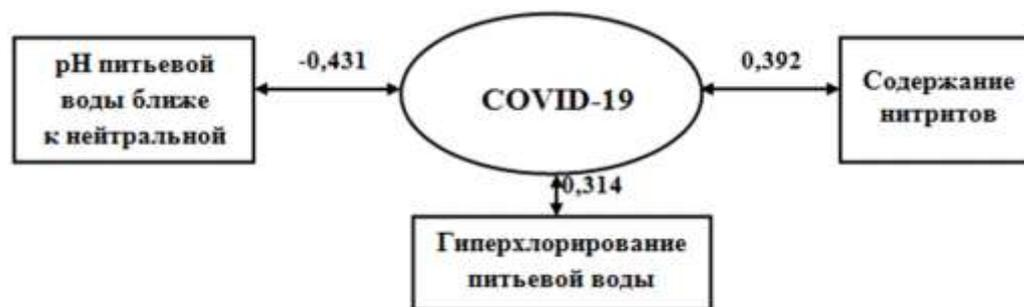 рН питьевой
воды ближе
к нейтральной
-0,431
COVID-19
0,392
Содержание
нитритов
0,314
Гиперхлорирование
питьевой воды